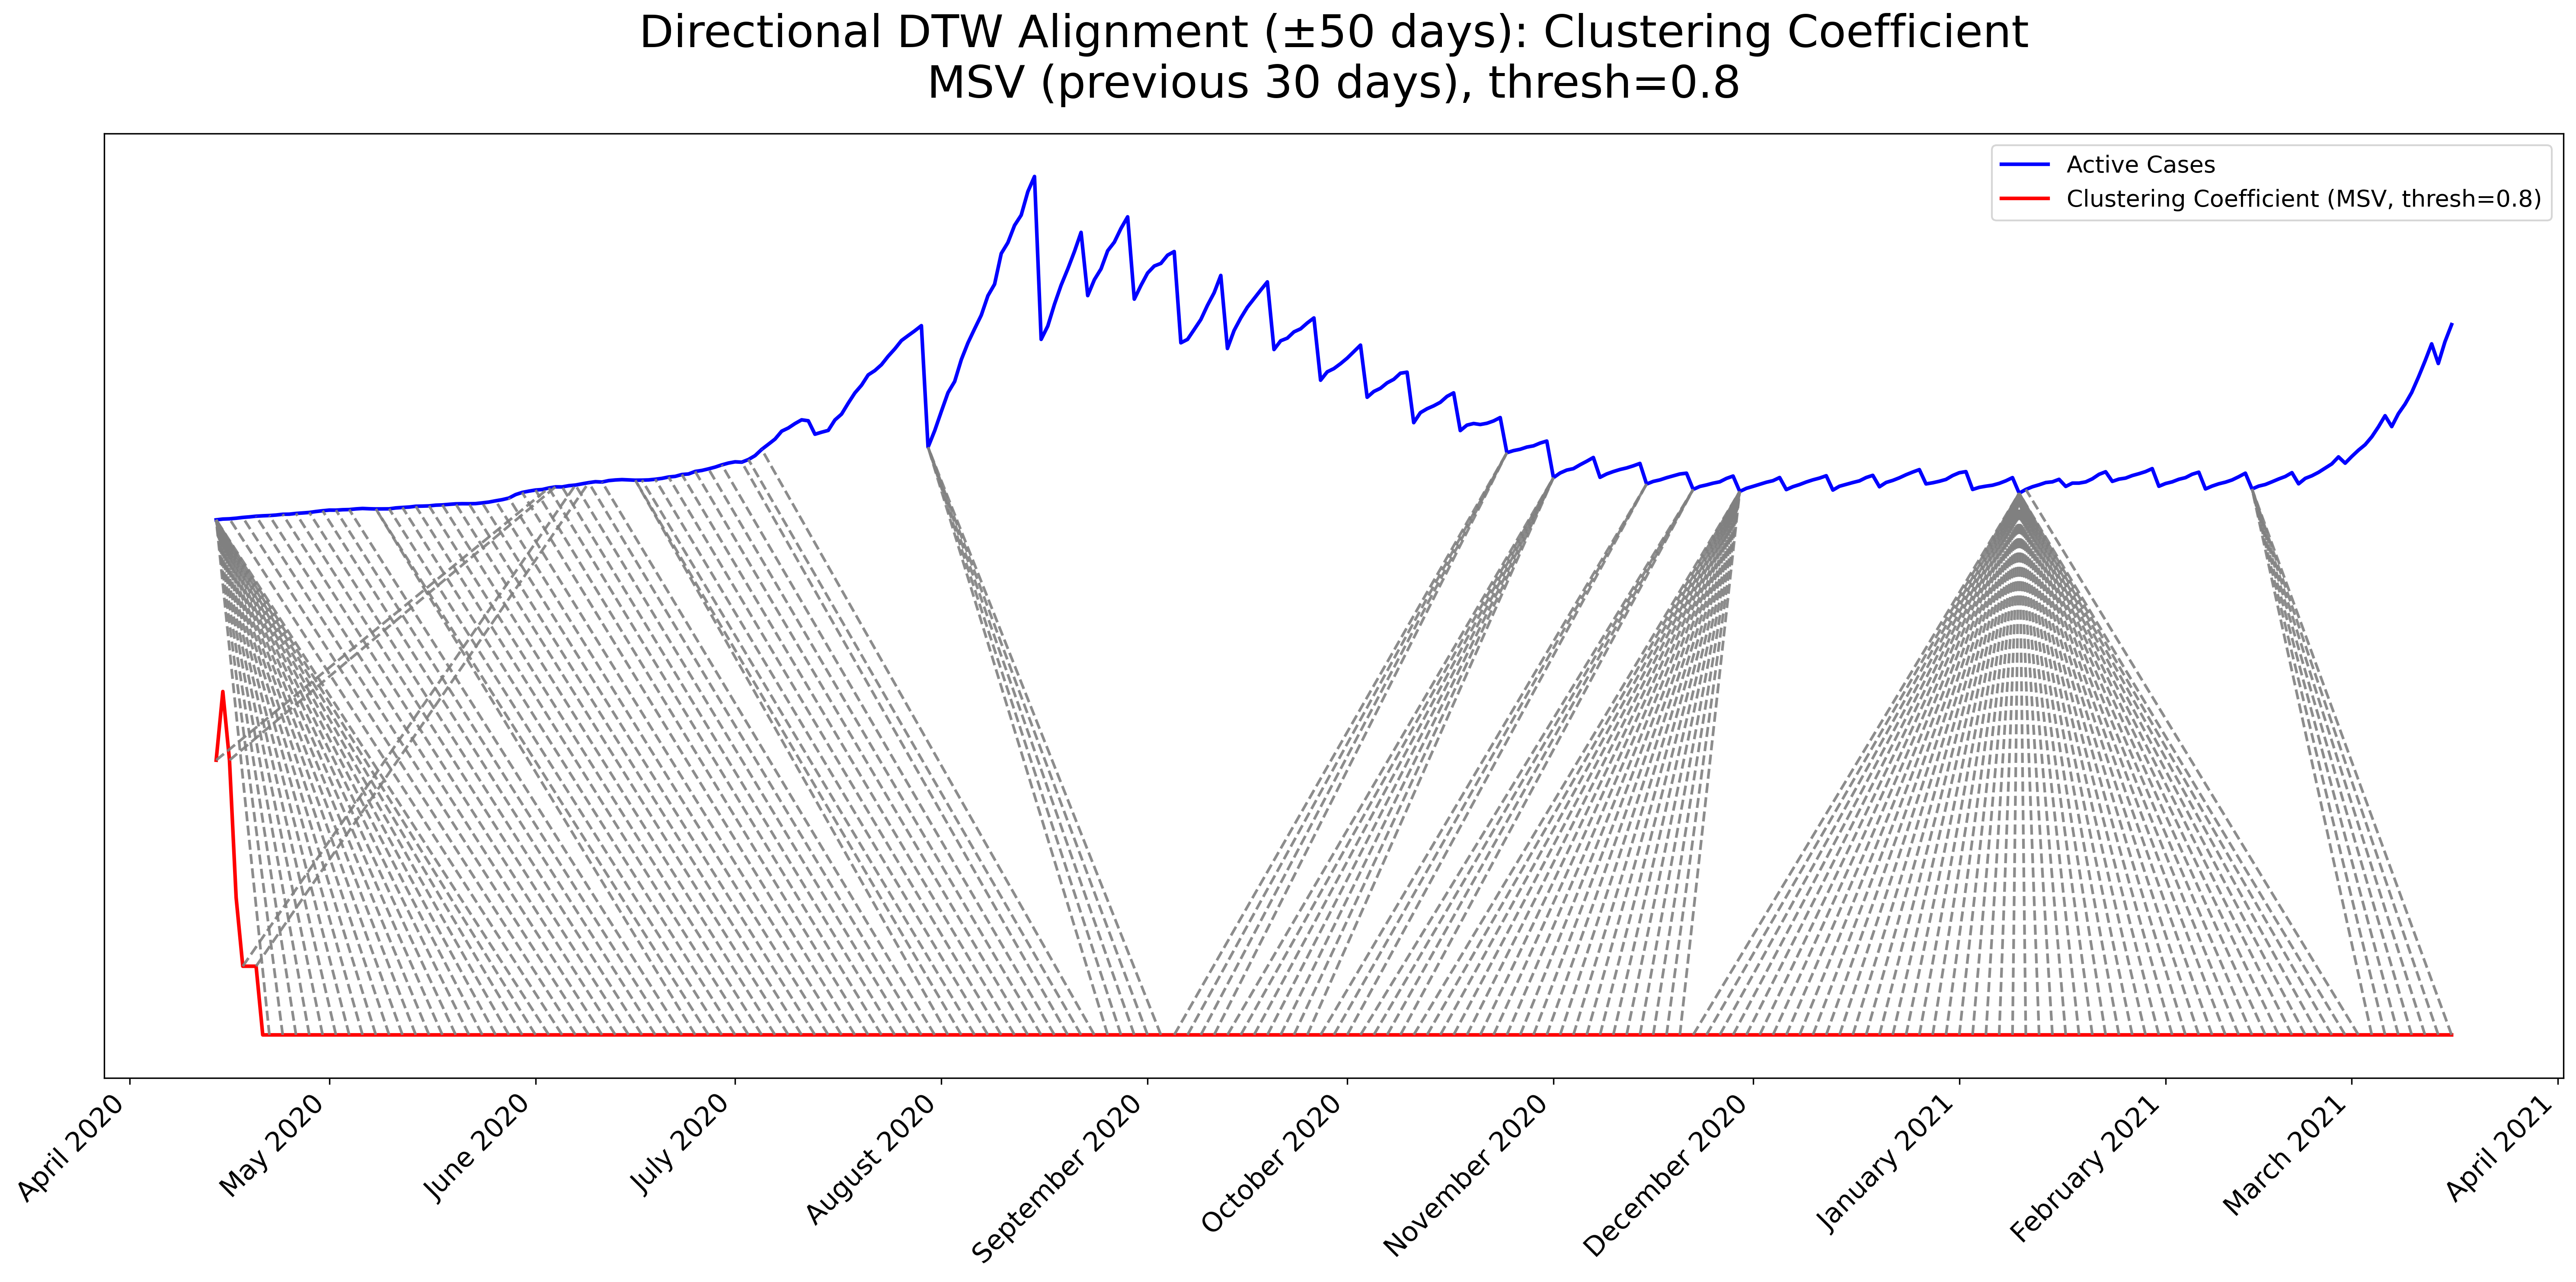 Directional DTW Alignment (±50 days): Clustering Coefficient
MSV (previous 30 days), thresh=0.8
Active Cases
Clustering Coefficient (MSV, thresh=0.8)
April 2020
May 2020
June 2020
July 2020
August 2020
September 2020
October 2020
November 2020
December 2020
January 2021
February 2021
March 2021
April 2021